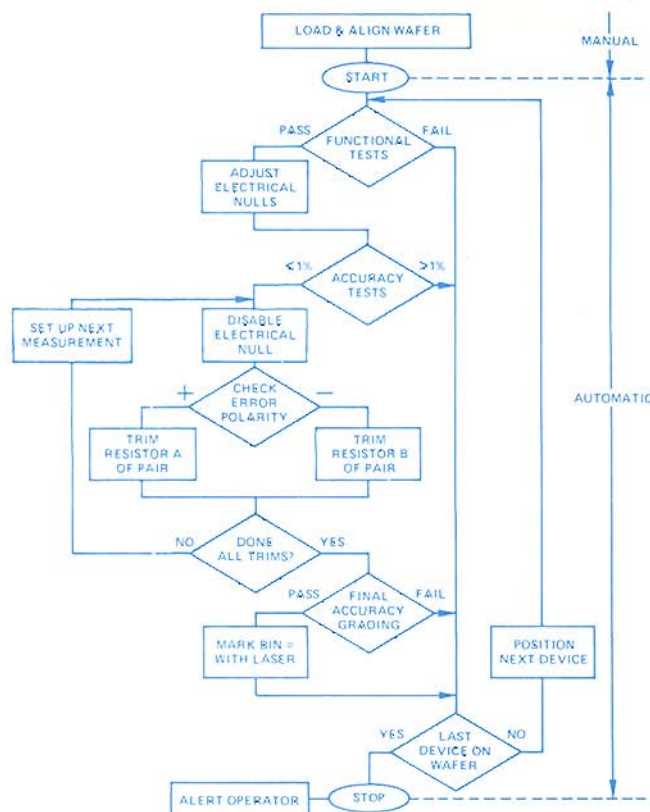 LOAD & ALIGN WAFER
MANUAL
START
PASS
FAIL
FUNCTIONAL
TESTS
ADJUST
ELECTRICAL
NULLS
<1%
>1%
ACCURACY
TESTS
SET UP NEXT
MEASUREMENT
DISABLE
ELECTRICAL
NULL
+
CHECK
ERROR
POLARITY
−
AUTOMATIC
TRIM
RESISTOR A
OF PAIR
TRIM
RESISTOR B
OF PAIR
NO
DONE
ALL TRIMS?
YES
PASS
FINAL
ACCURACY
GRADING
FAIL
MARK BIN =
WITH LASER
POSITION
NEXT DEVICE
YES
LAST
DEVICE ON
WAFER
NO
ALERT OPERATOR
STOP